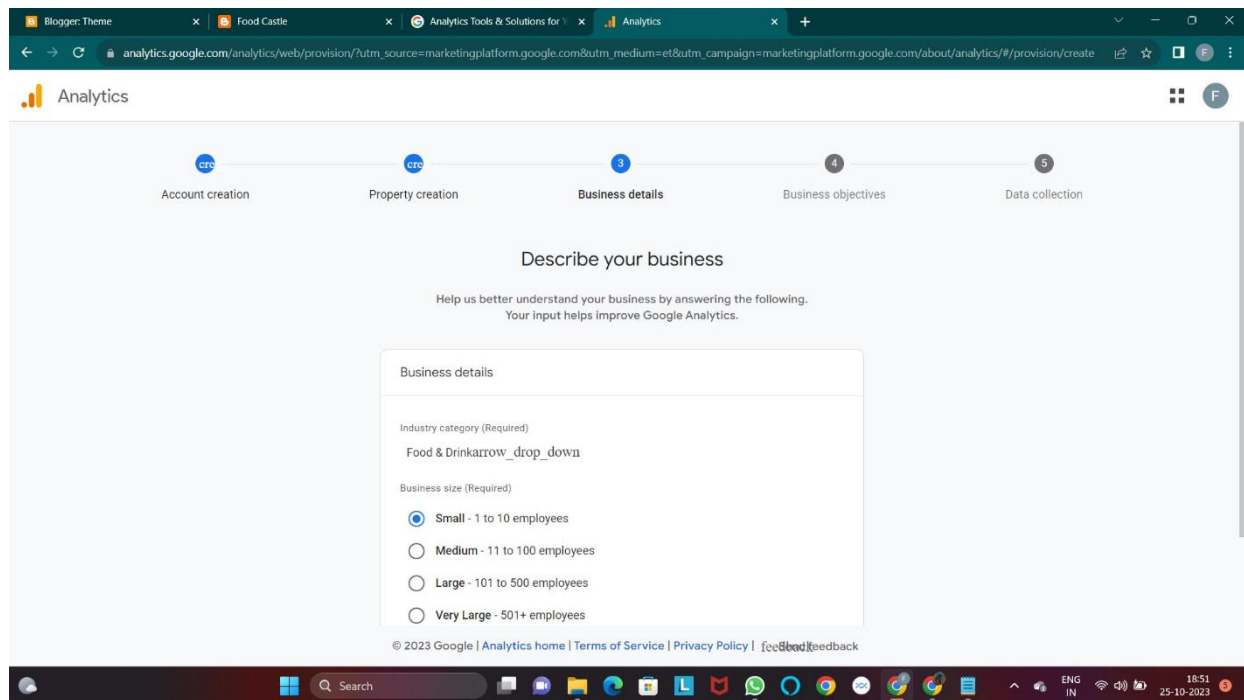 Blogger: Theme
Food Castle
Analytics Tools & Solutions for Y
Analytics
analytics.google.com/analytics/web/provision/?utm_source=marketingplatform.google.com&utm_medium=et&utm_campaign=marketingplatform.google.com/about/analytics/#/provision/create
F
Analytics
F
cre cre 3 4 5
Account creation Property creation Business details Business objectives Data collection
Describe your business
Help us better understand your business by answering the following.
Your input helps improve Google Analytics.
Business details
Industry category (Required)
Food & Drinkarrow_drop_down
Business size (Required)
Small - 1 to 10 employees
Medium - 11 to 100 employees
Large - 101 to 500 employees
Very Large - 501+ employees
© 2023 Google | Analytics home | Terms of Service | Privacy Policy | feedback
Search
L
ENG
IN
18:51
25-10-2023
5